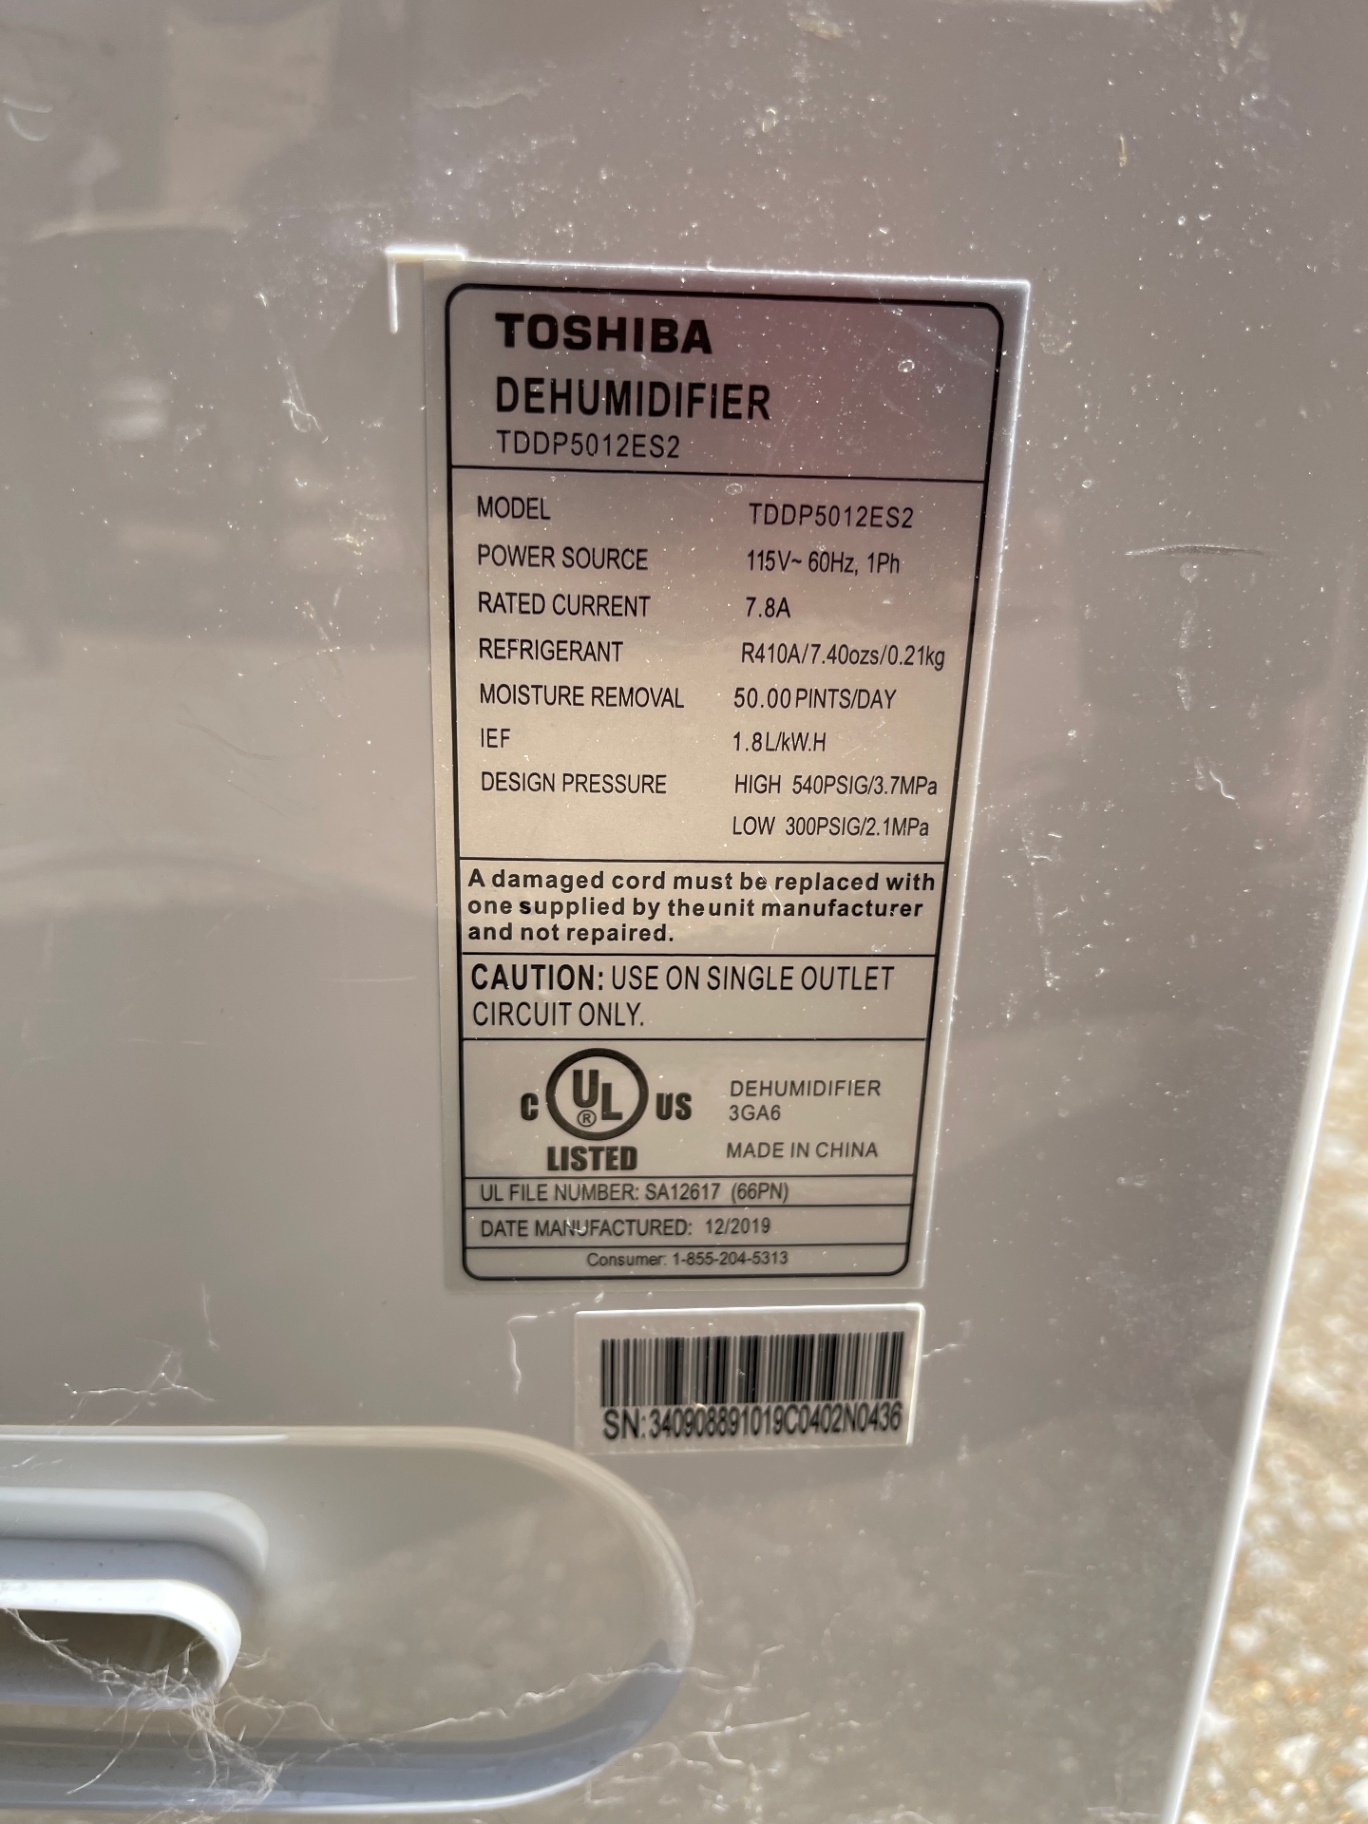 TOSHIBA
DEHUMIDIFIER
TDDP5012ES2
MODEL TDDP5012ES2
POWER SOURCE 115V~ 60Hz, 1Ph
RATED CURRENT 7.8A
REFRIGERANT R410A/7.40ozs/0.21kg
MOISTURE REMOVAL 50.00 PINTS/DAY
IEF 1.8L/kW.H
DESIGN PRESSURE HIGH 540PSIG/3.7MPa
LOW 300PSIG/2.1MPa
A damaged cord must be replaced with
one supplied by the unit manufacturer
and not repaired.
CAUTION: USE ON SINGLE OUTLET
CIRCUIT ONLY.
C UL ® US
LISTED
DEHUMIDIFIER
3GA6
MADE IN CHINA
UL FILE NUMBER: SA12617 (66PN)
DATE MANUFACTURED: 12/2019
Consumer: 1-855-204-5313
SN:340908891019C0402N0436